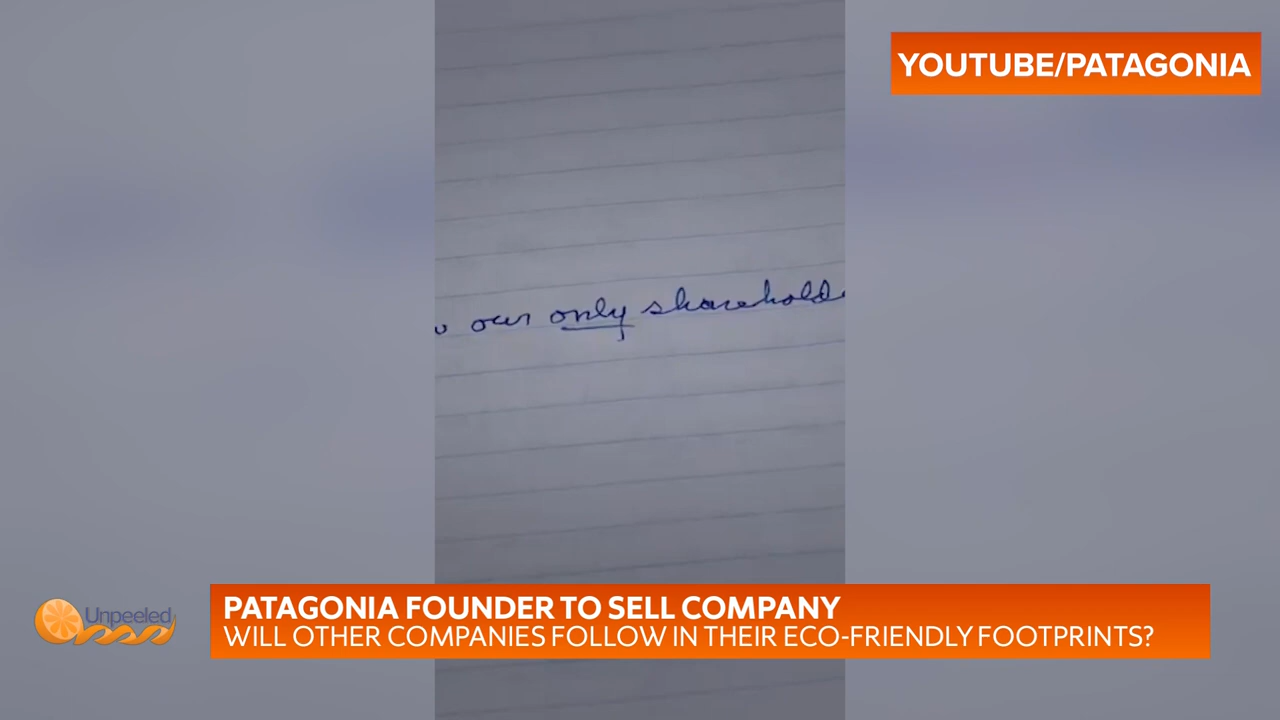 YOUTUBE/PATAGONIA
our only
Unpeeled
PATAGONIA FOUNDER TO SELL COMPANY
WILL OTHER COMPANIES FOLLOW IN THEIR ECO-FRIENDLY FOOTPRINTS?